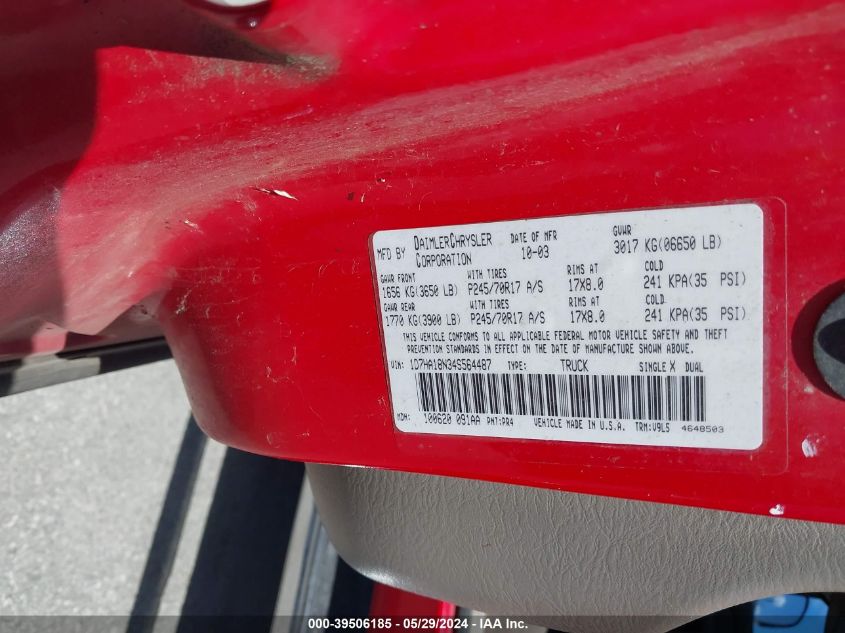 MFD BY DAIMLERCHRYSLER CORPORATION DATE OF MFR 10-03 GVWR 3017 KG(06650 LB)
GAWR FRONT WITH TIRES RIMS AT COLD
1656 KG(3650 LB) P245/70R17 A/S 17X8.0 241 KPA(35 PSI)
GAWR REAR WITH TIRES RIMS AT COLD
1770 KG(3900 LB) P245/70R17 A/S 17X8.0 241 KPA(35 PSI)
THIS VEHICLE CONFORMS TO ALL APPLICABLE FEDERAL MOTOR VEHICLE SAFETY AND THEFT
PREVENTION STANDARDS IN EFFECT ON THE DATE OF MANUFACTURE SHOWN ABOVE.
VIN: 1D7HA18N34S564487 TYPE: TRUCK SINGLE X DUAL
MDH: 100620 091AA PNT:PR4 VEHICLE MADE IN U.S.A. TRM:V9L5 4648503
000-39506185 - 05/29/2024 - IAA Inc.